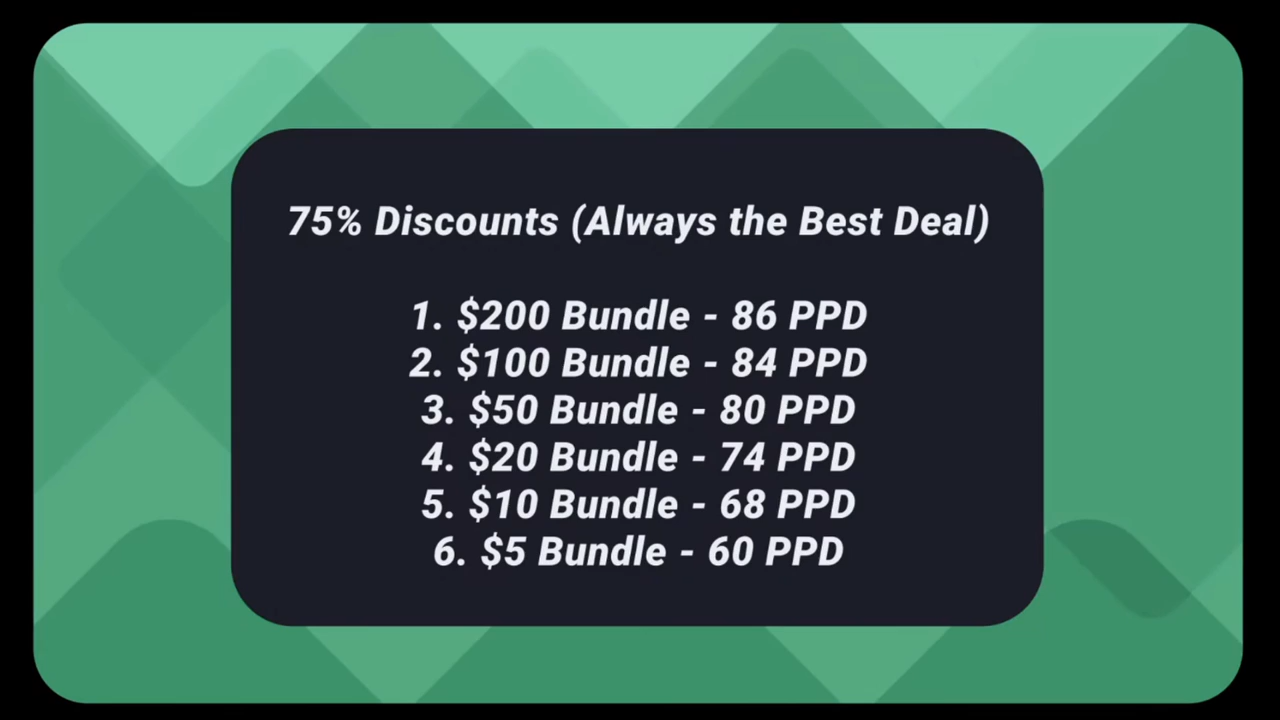 75% Discounts (Always the Best Deal)
1. $200 Bundle - 86 PPD
2. $100 Bundle - 84 PPD
3. $50 Bundle - 80 PPD
4. $20 Bundle - 74 PPD
5. $10 Bundle - 68 PPD
6. $5 Bundle - 60 PPD